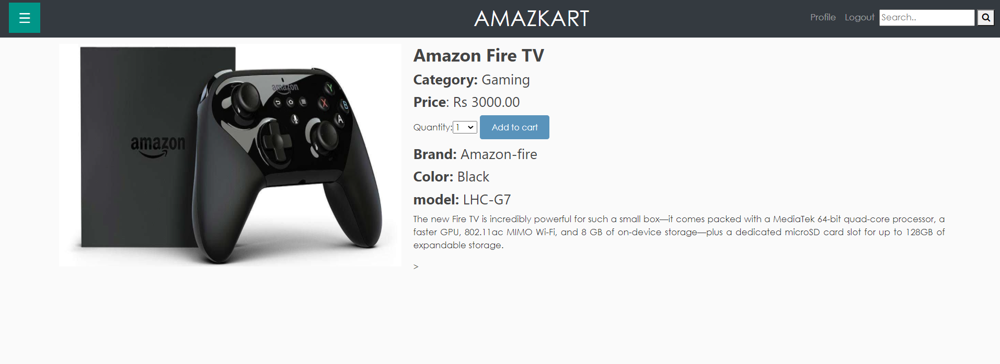 ☰
AMAZKART
Profile Logout Search..
amazon
amazon
Y
X
B
A
Amazon Fire TV
Category: Gaming
Price: Rs 3000.00
Quantity: 1 Add to cart
Brand: Amazon-fire
Color: Black
model: LHC-G7
The new Fire TV is incredibly powerful for such a small box—it comes packed with a MediaTek 64-bit quad-core processor, a
faster GPU, 802.11ac MIMO Wi-Fi, and 8 GB of on-device storage—plus a dedicated microSD card slot for up to 128GB of
expandable storage.
>